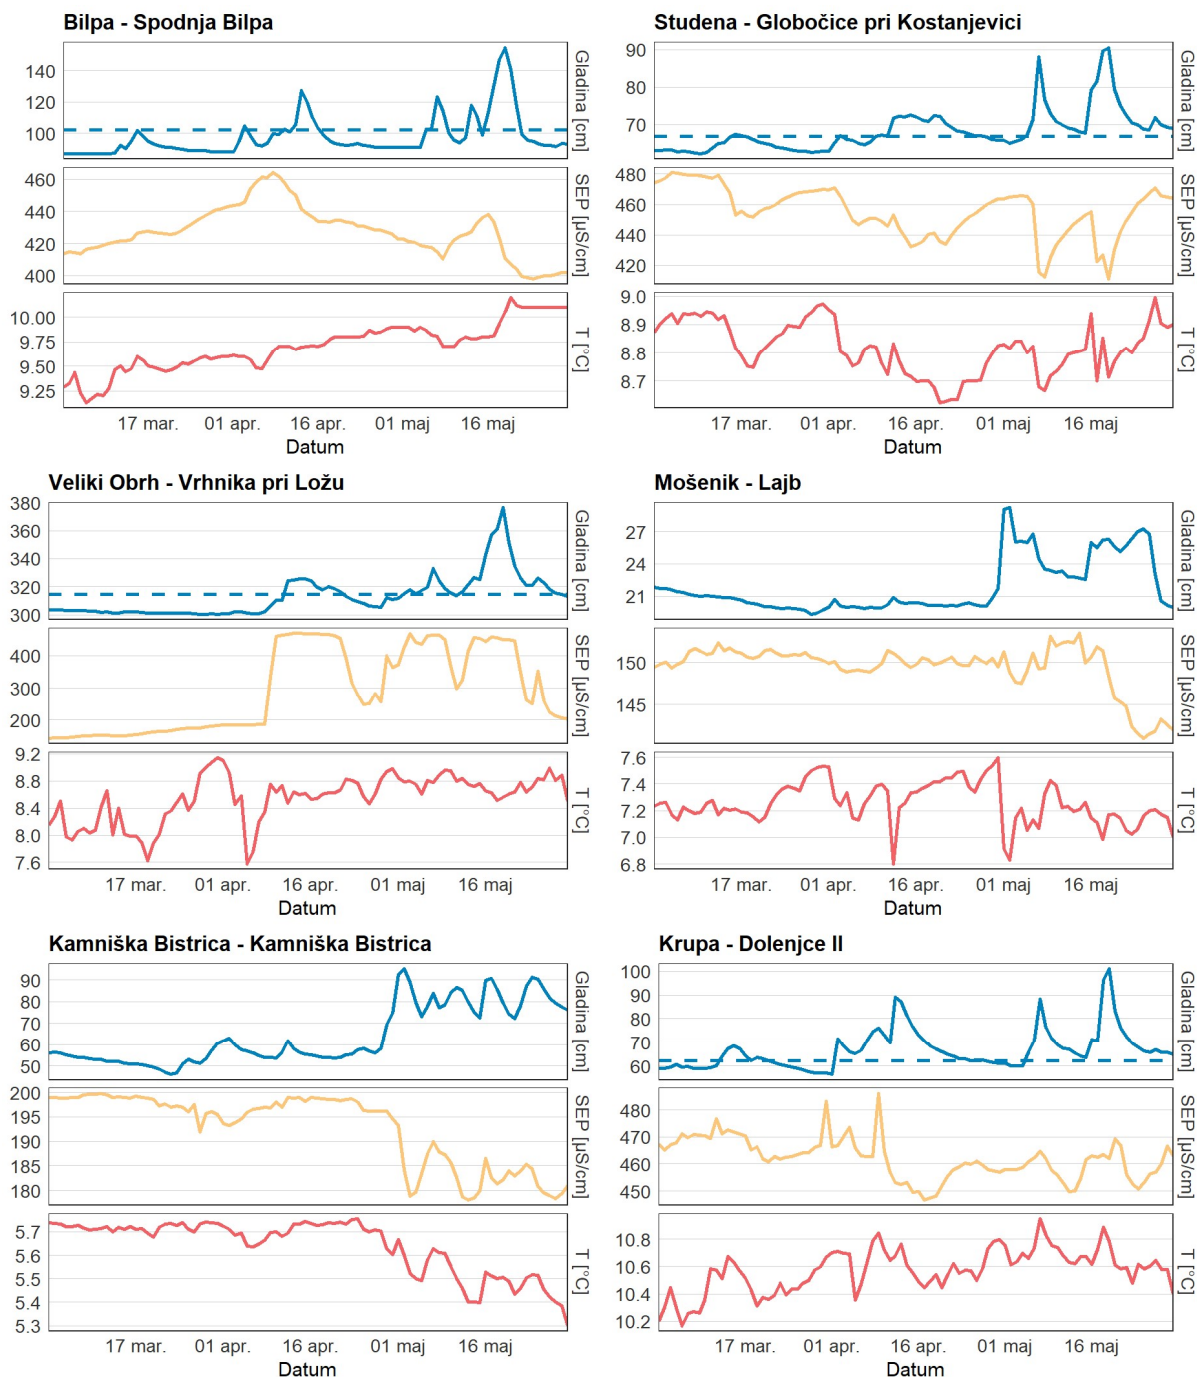 Bilpa - Spodnja Bilpa
140
120
100
Gladina [cm]
460
440
420
400
SEP [µS/cm]
10.00
9.75
9.50
9.25
T [°C]
17 mar. 01 apr. 16 apr. 01 maj 16 maj
Datum
Studena - Globočice pri Kostanjevici
90
80
70
Gladina [cm]
480
460
440
420
SEP [µS/cm]
9.0
8.9
8.8
8.7
T [°C]
17 mar. 01 apr. 16 apr. 01 maj 16 maj
Datum
Veliki Obrh - Vrhnika pri Ložu
380
360
340
320
300
Gladina [cm]
400
300
200
SEP [µS/cm]
9.2
8.8
8.4
8.0
7.6
T [°C]
17 mar. 01 apr. 16 apr. 01 maj 16 maj
Datum
Mošenik - Lajb
27
24
21
Gladina [cm]
150
145
SEP [µS/cm]
7.6
7.4
7.2
7.0
6.8
T [°C]
17 mar. 01 apr. 16 apr. 01 maj 16 maj
Datum
Kamniška Bistrica - Kamniška Bistrica
90
80
70
60
50
Gladina [cm]
200
195
190
185
180
SEP [µS/cm]
5.7
5.6
5.5
5.4
5.3
T [°C]
17 mar. 01 apr. 16 apr. 01 maj 16 maj
Datum
Krupa - Dolenjce II
100
90
80
70
60
Gladina [cm]
480
470
460
450
SEP [µS/cm]
10.8
10.6
10.4
10.2
T [°C]
17 mar. 01 apr. 16 apr. 01 maj 16 maj
Datum